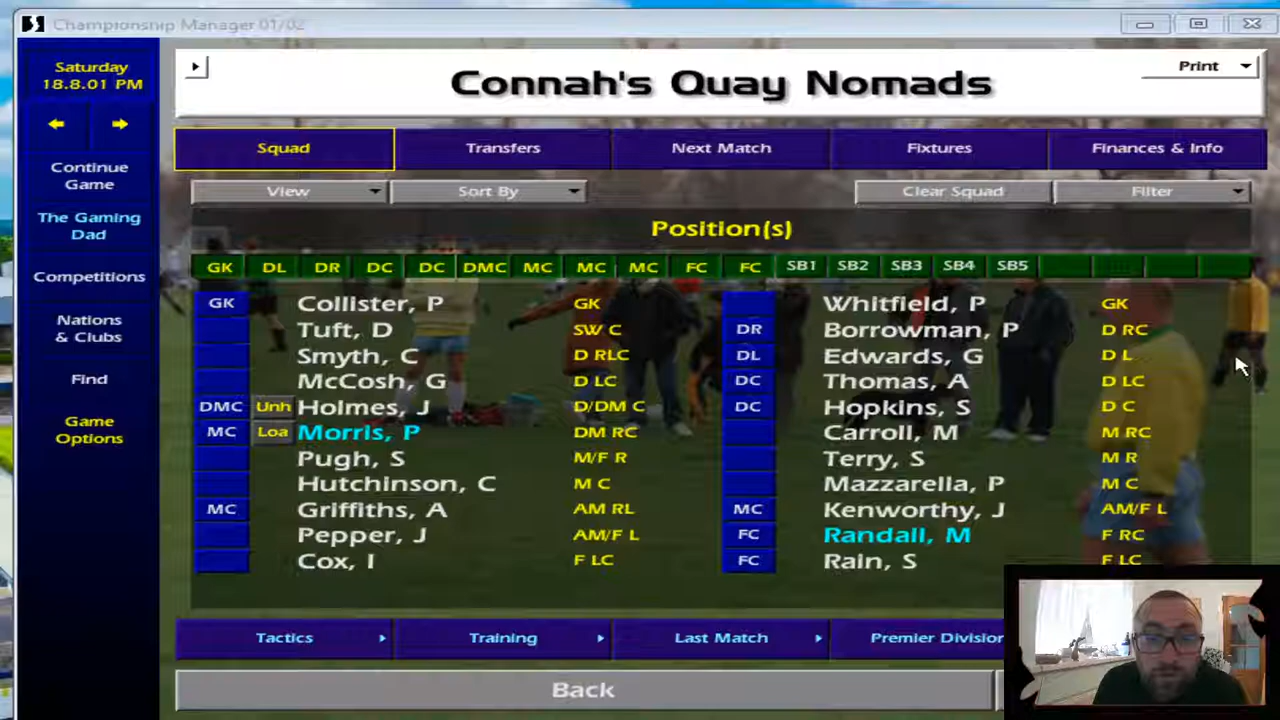 Championship Manager 01/02
Saturday
18.8.01 PM
Continue
Game
The Gaming
Dad
Competitions
Nations
& Clubs
Find
Game
Options
Print
Connah's Quay Nomads
Squad Transfers Next Match Fixtures Finances & Info
View Sort By Clear Squad Filter
Position(s)
GK DL DR DC DC DMC MC MC MC FC FC SB1 SB2 SB3 SB4 SB5
GK Collister, P GK Whitfield, P GK
Tuft, D SW C DR Borrowman, P D RC
Smyth, C D RLC DL Edwards, G D L
McCosh, G D LC DC Thomas, A D LC
DMC Unh Holmes, J D/DM C DC Hopkins, S D C
MC Loa Morris, P DM RC Carroll, M M RC
Pugh, S M/F R Terry, S M R
Hutchinson, C M C Mazzarella, P M C
MC Griffiths, A AM RL MC Kenworthy, J AM/F L
Pepper, J AM/F L FC Randall, M F RC
Cox, I F LC FC Rain, S F LC
Tactics Training Last Match Premier Division
Back